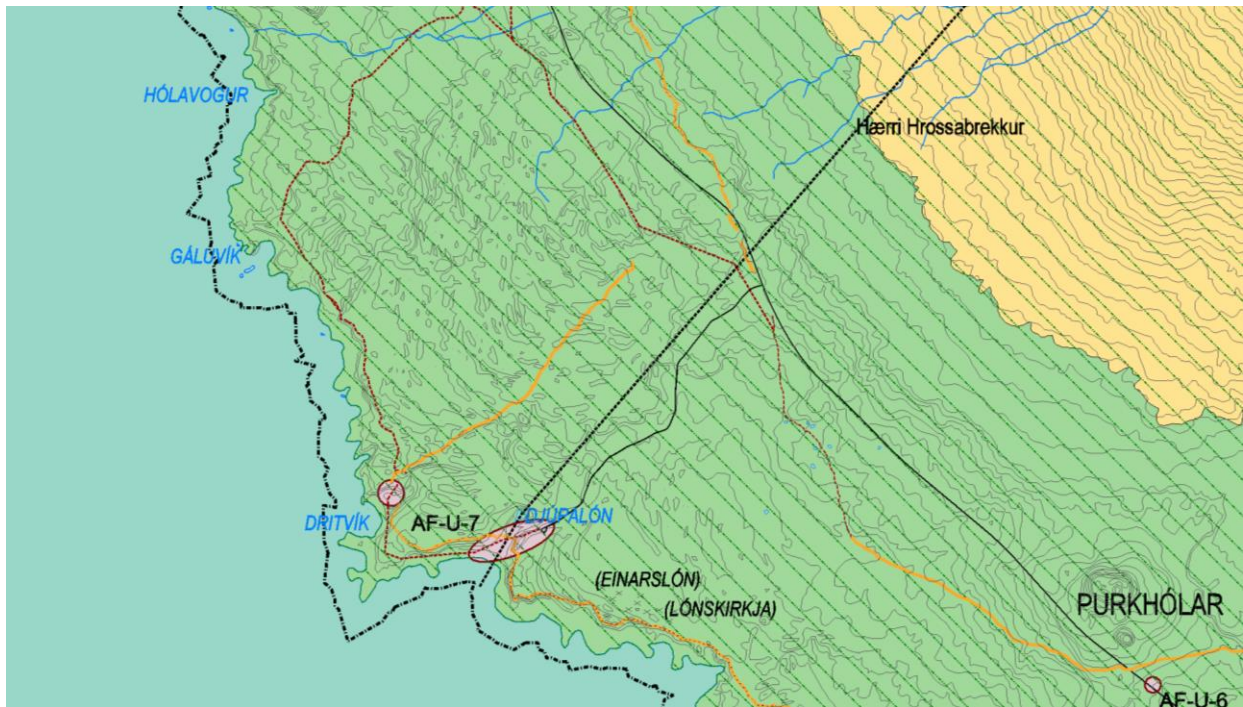 HÓLAVOGUR
Hærri Hrossabrekkur
GÁLUVÍK
DRITVÍK
AF-U-7
DJÚPALÓN
(EINARSLÓN)
(LÓNSKIRKJA)
PURKHÓLAR
AF-U-6